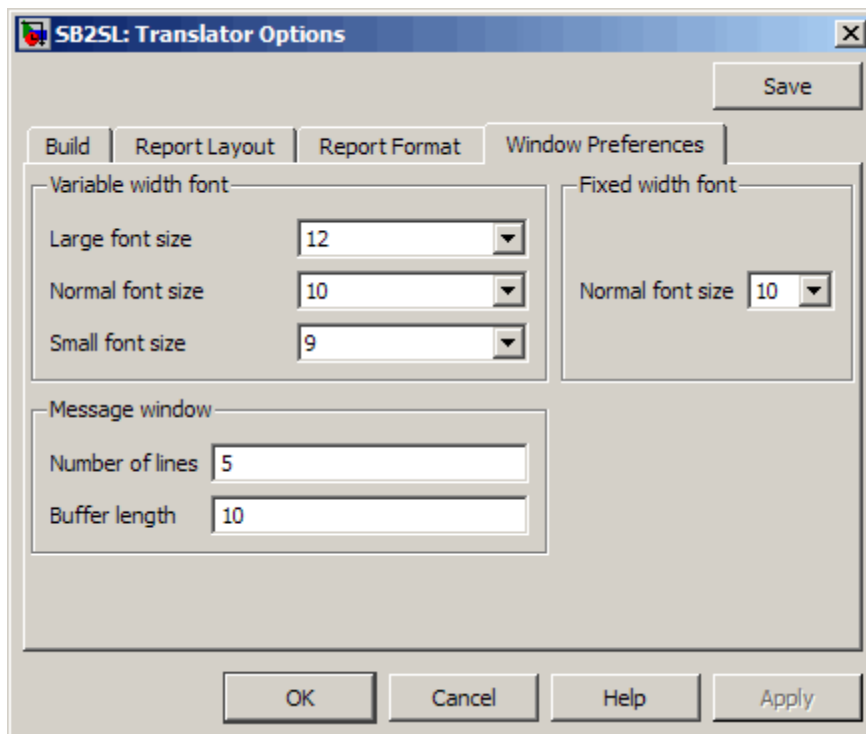 SB2SL: Translator Options
Save
Build Report Layout Report Format Window Preferences
Variable width font
Large font size 12
Normal font size 10
Small font size 9
Fixed width font
Normal font size 10
Message window
Number of lines 5
Buffer length 10
OK Cancel Help Apply